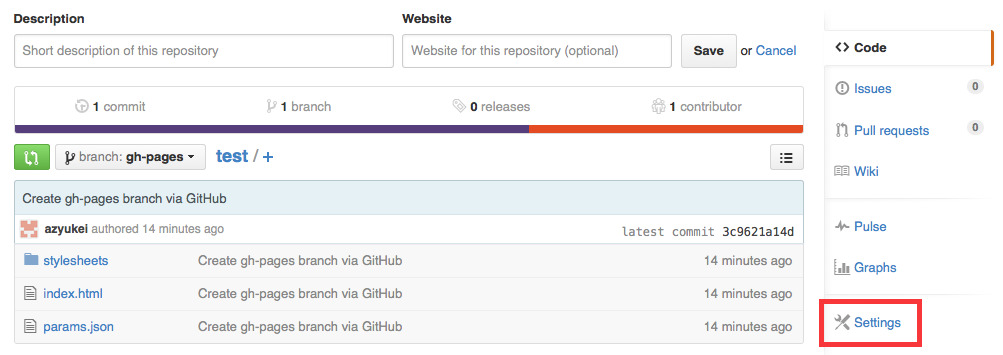 Description
Website
Short description of this repository
Website for this repository (optional)
Save or Cancel
1 commit
1 branch
0 releases
1 contributor
branch: gh-pages
test / +
Create gh-pages branch via GitHub
azyukei authored 14 minutes ago
latest commit 3c9621a14d
stylesheets Create gh-pages branch via GitHub 14 minutes ago
index.html Create gh-pages branch via GitHub 14 minutes ago
params.json Create gh-pages branch via GitHub 14 minutes ago
<> Code
Issues 0
Pull requests 0
Wiki
Pulse
Graphs
Settings